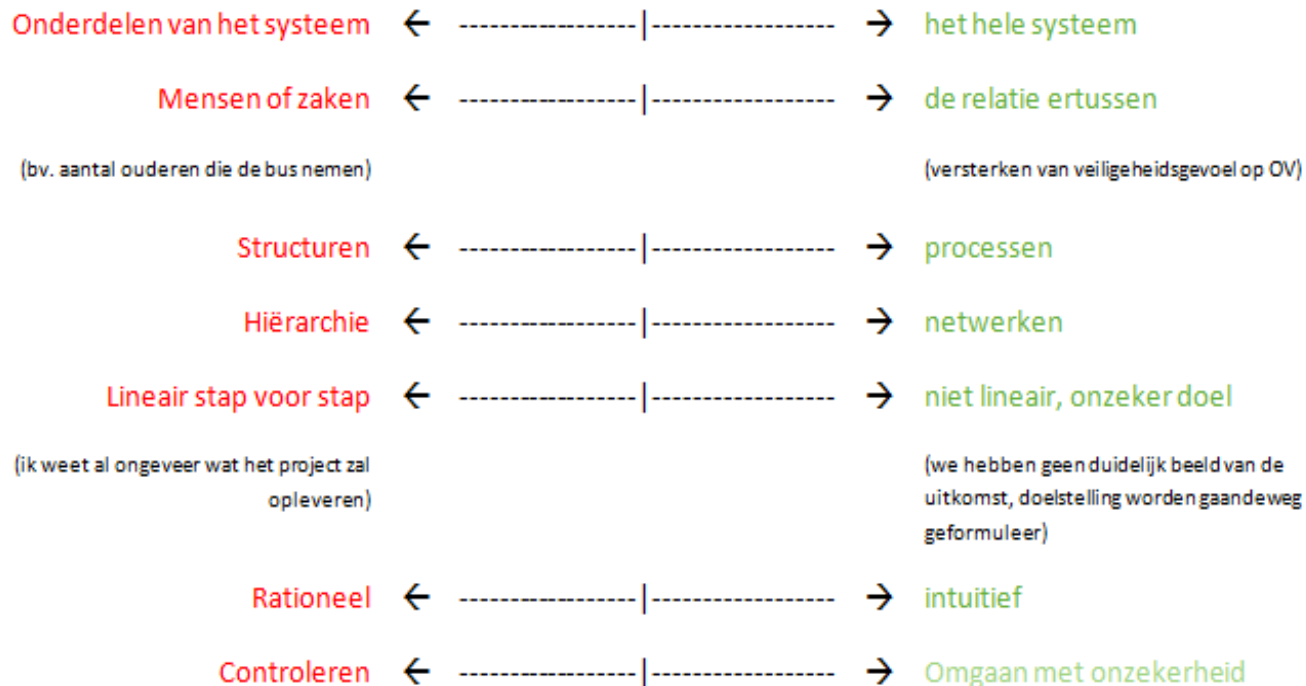 Onderdelen van het systeem ← -----------------|----------------- → het hele systeem
Mensen of zaken ← -----------------|----------------- → de relatie ertussen
(bv. aantal ouderen die de bus nemen) (versterken van veiligeheidsgevoel op OV)
Structuren ← -----------------|----------------- → processen
Hiërarchie ← -----------------|----------------- → netwerken
Lineair stap voor stap ← -----------------|----------------- → niet lineair, onzeker doel
(ik weet al ongeveer wat het project zal
opleveren)
(we hebben geen duidelijk beeld van de
uitkomst, doelstelling worden gaandeweg
geformuleer)
Rationeel ← -----------------|----------------- → intuitief
Controleren ← -----------------|----------------- → Omgaan met onzekerheid